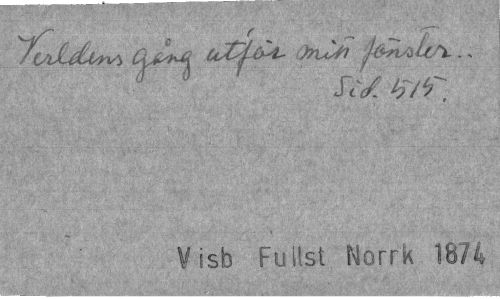 Verldens gång utför mitt fönster..
Sid. 515.
Visb Fullst Norrk 1874